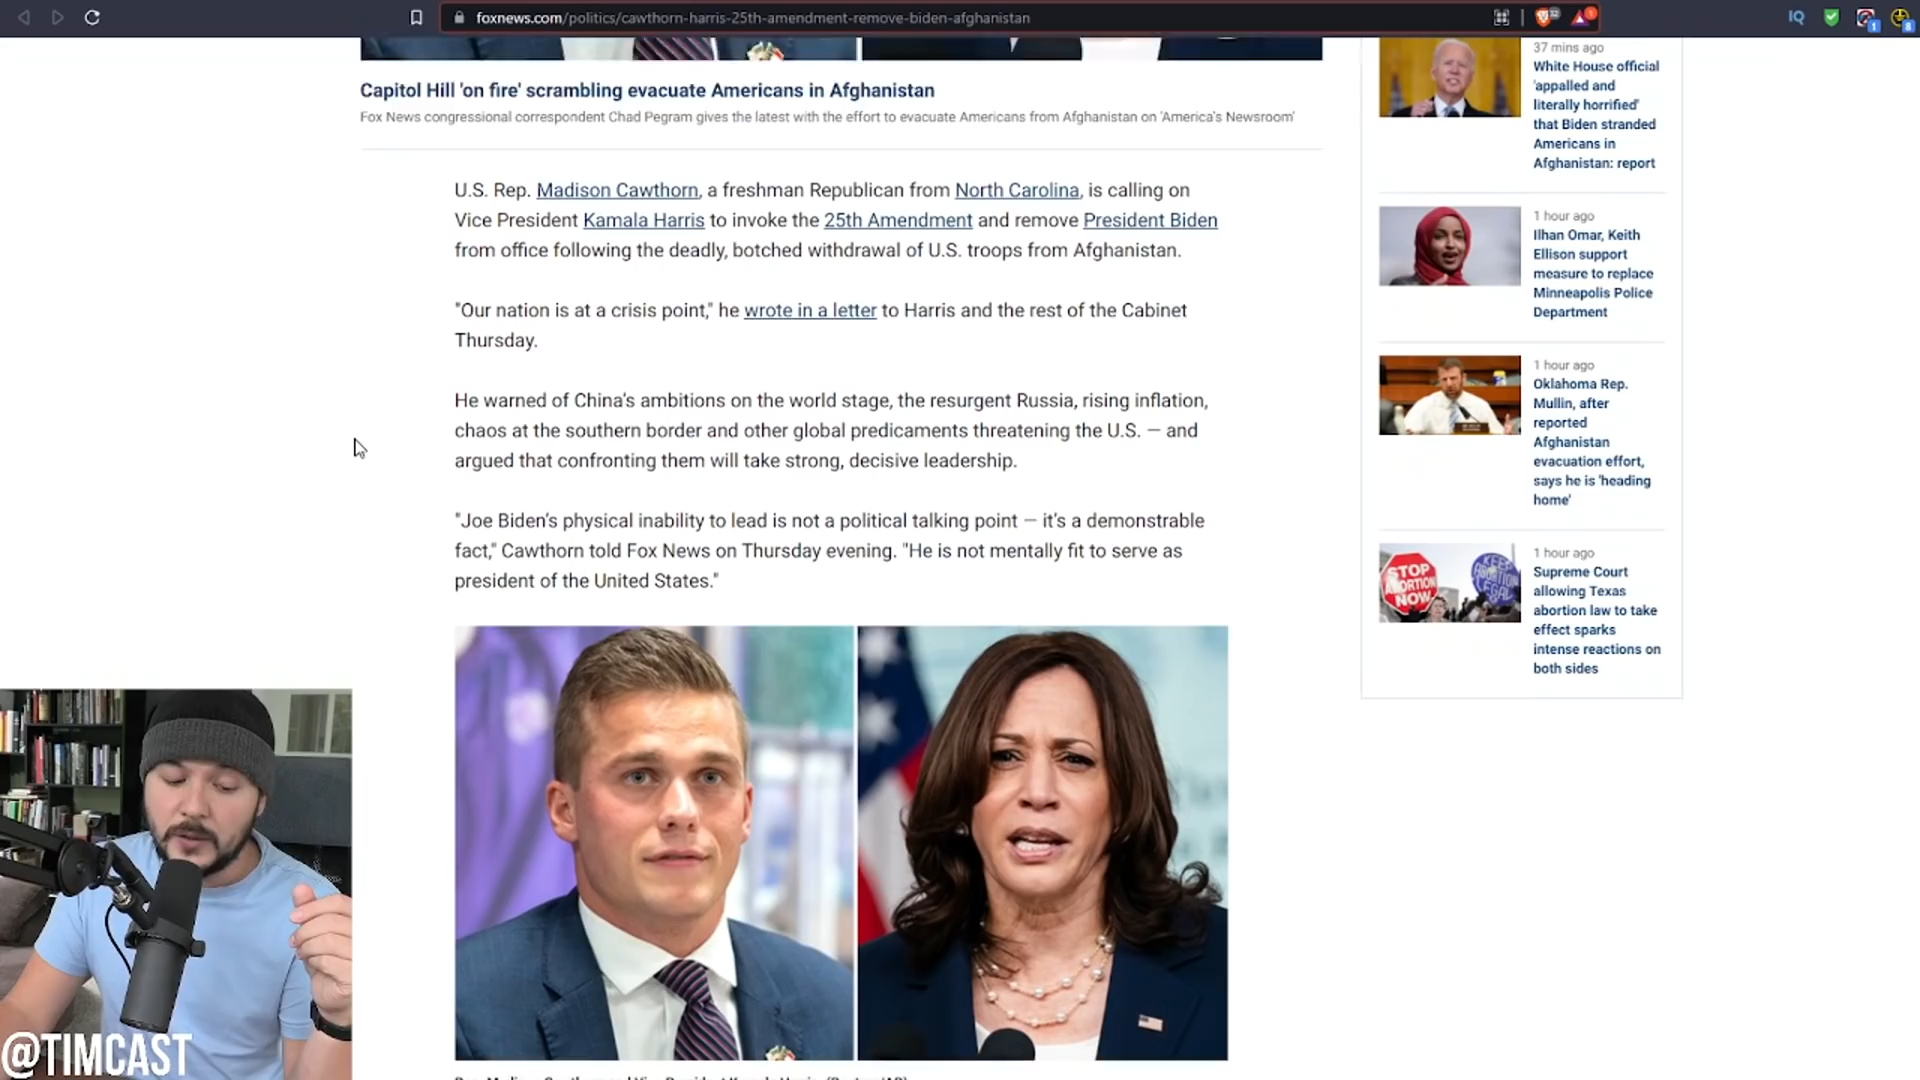 foxnews.com/politics/cawthorn-harris-25th-amendment-remove-biden-afghanistan
IQ
Capitol Hill 'on fire' scrambling evacuate Americans in Afghanistan
Fox News congressional correspondent Chad Pegram gives the latest with the effort to evacuate Americans from Afghanistan on 'America's Newsroom'
U.S. Rep. Madison Cawthorn, a freshman Republican from North Carolina, is calling on
Vice President Kamala Harris to invoke the 25th Amendment and remove President Biden
from office following the deadly, botched withdrawal of U.S. troops from Afghanistan.
"Our nation is at a crisis point," he wrote in a letter to Harris and the rest of the Cabinet
Thursday.
He warned of China's ambitions on the world stage, the resurgent Russia, rising inflation,
chaos at the southern border and other global predicaments threatening the U.S. — and
argued that confronting them will take strong, decisive leadership.
"Joe Biden's physical inability to lead is not a political talking point — it's a demonstrable
fact," Cawthorn told Fox News on Thursday evening. "He is not mentally fit to serve as
president of the United States."
37 mins ago
White House official
'appalled and
literally horrified'
that Biden stranded
Americans in
Afghanistan: report
1 hour ago
Ilhan Omar, Keith
Ellison support
measure to replace
Minneapolis Police
Department
1 hour ago
Oklahoma Rep.
Mullin, after
reported
Afghanistan
evacuation effort,
says he is 'heading
home'
STOP
ABORTION
NOW
KEEP
ABORTION
LEGAL
1 hour ago
Supreme Court
allowing Texas
abortion law to take
effect sparks
intense reactions on
both sides
@TIMCAST